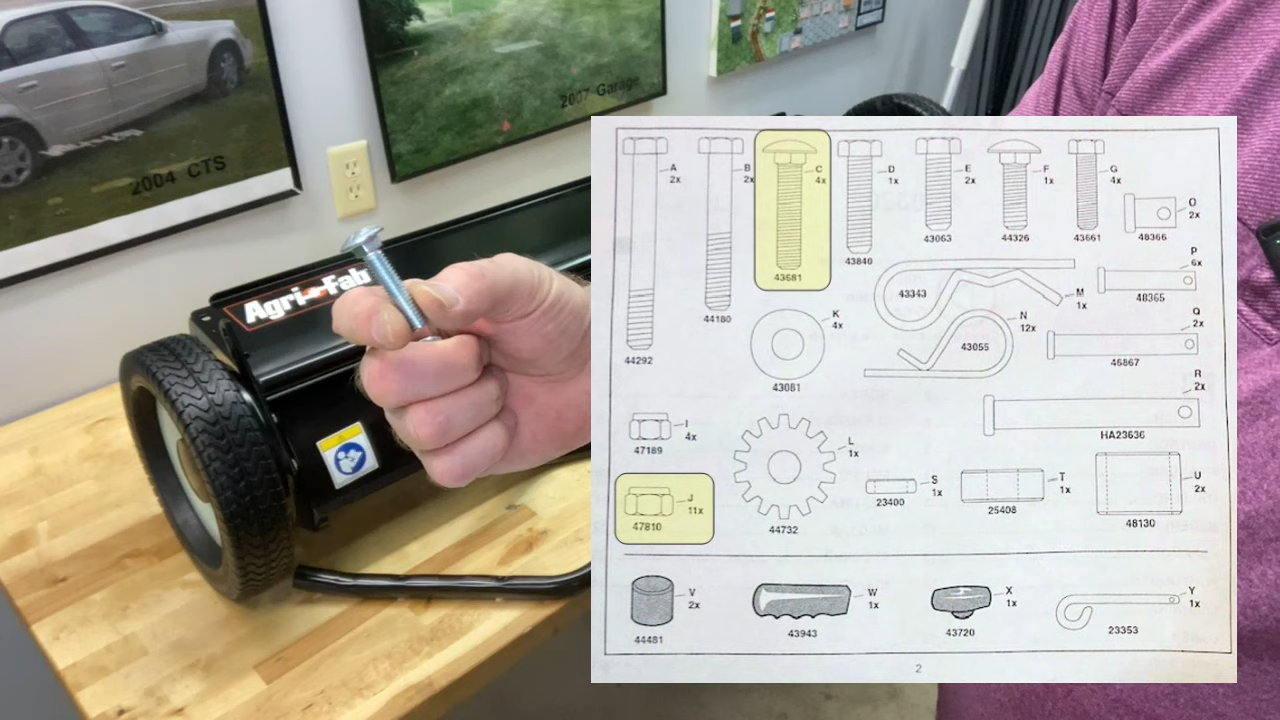 2004 CTS
2007 Garage
Agri-Fab
A
2x
44292
B
2x
44180
C
4x
43681
D
1x
43840
E
2x
43063
F
1x
44326
G
4x
43661
O
2x
48366
P
6x
48365
M
1x
43343
N
12x
43055
Q
2x
46867
K
4x
43081
R
2x
HA23636
I
4x
47189
L
1x
44732
J
11x
47810
S
1x
23400
T
1x
25408
U
2x
48130
V
2x
44481
W
1x
43943
X
1x
43720
Y
1x
23353
2